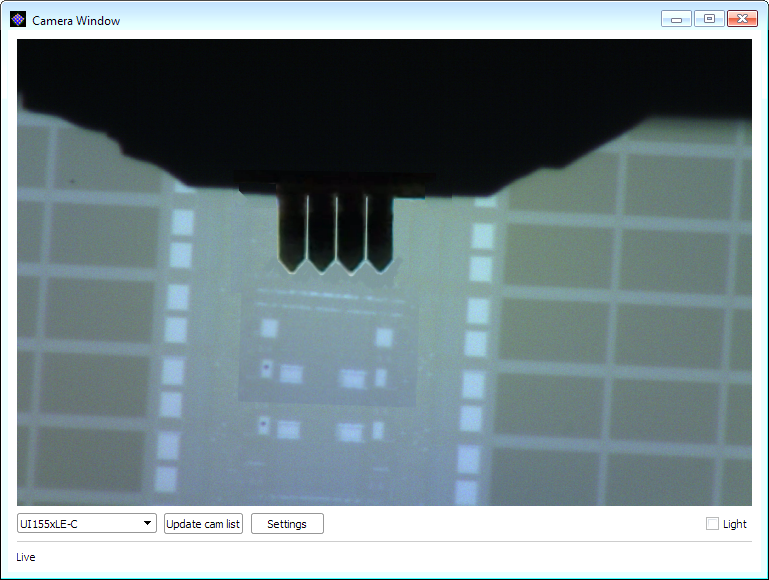 Camera Window
UI155xLE-C
Update cam list
Settings
Light
Live